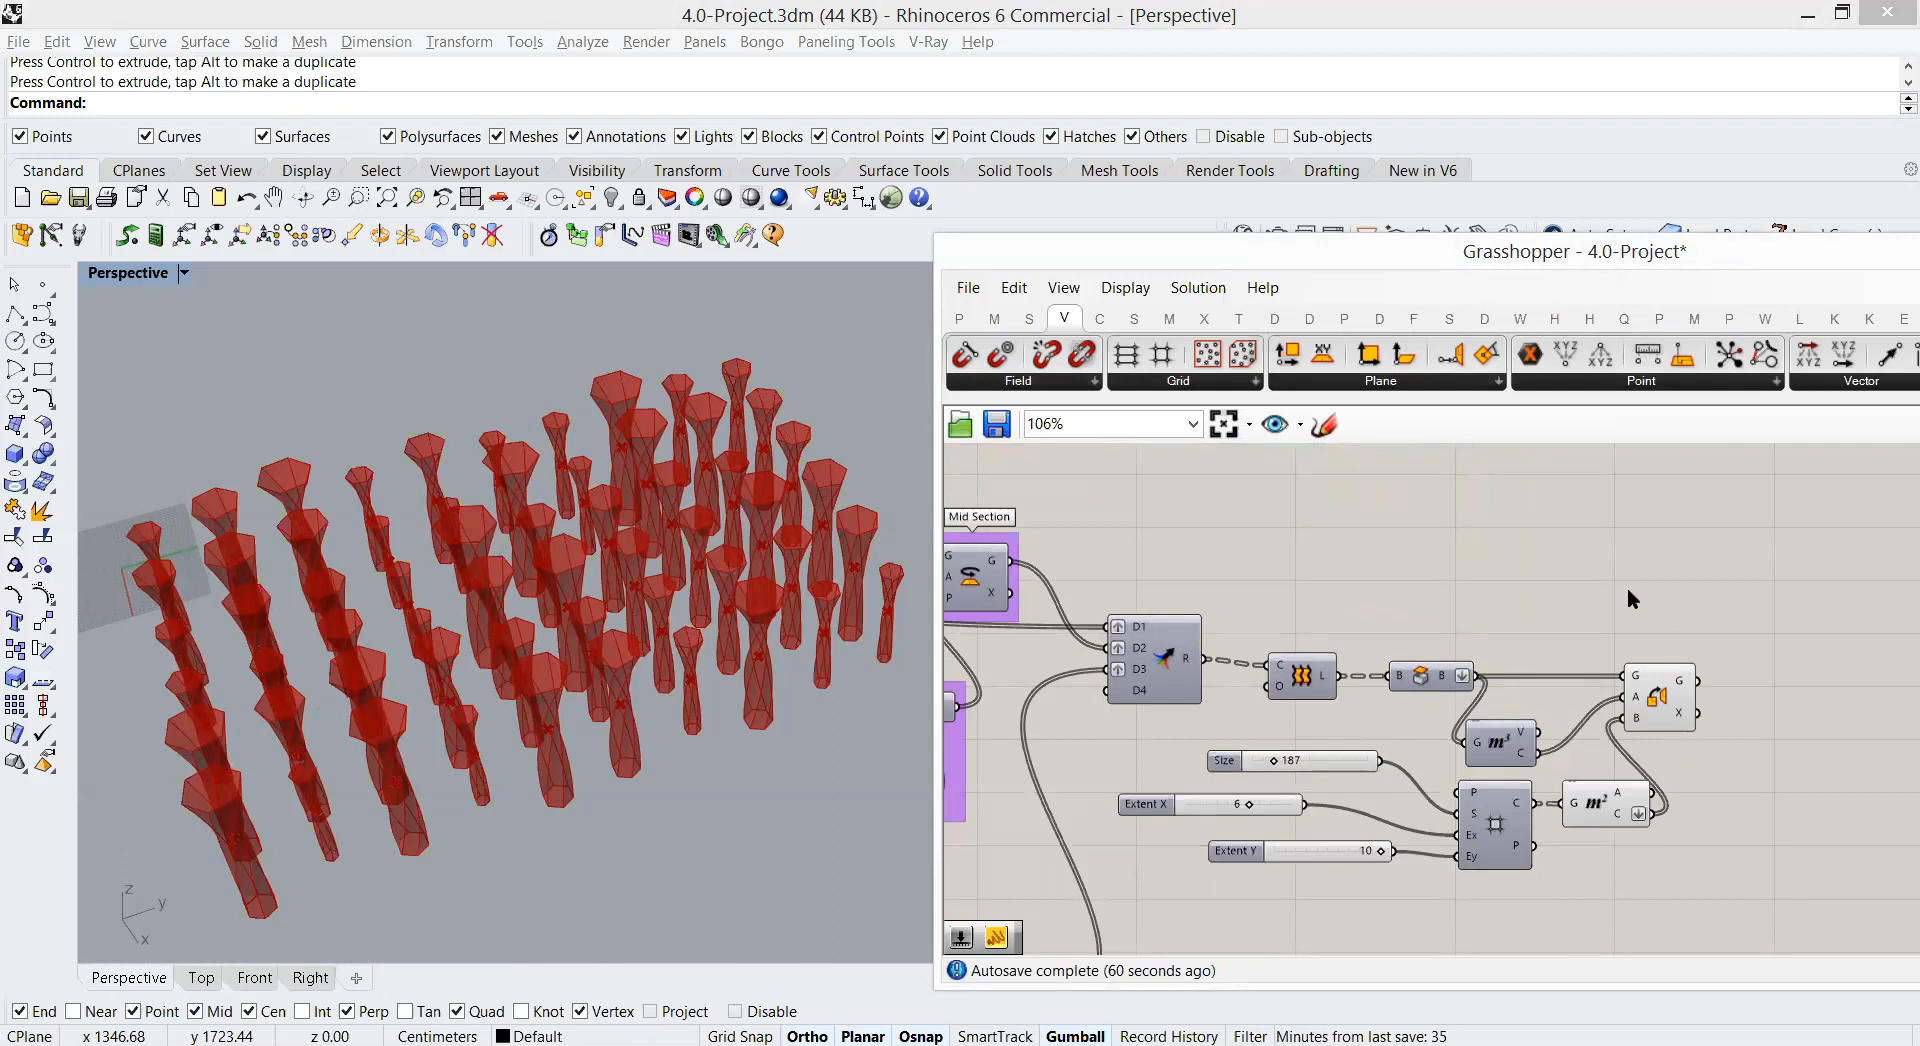 4.0-Project.3dm (44 KB) - Rhinoceros 6 Commercial - [Perspective]
File Edit View Curve Surface Solid Mesh Dimension Transform Tools Analyze Render Panels Bongo Paneling Tools V-Ray Help
Press Control to extrude, tap Alt to make a duplicate
Press Control to extrude, tap Alt to make a duplicate
Command:
Points Curves Surfaces Polysurfaces Meshes Annotations Lights Blocks Control Points Point Clouds Hatches Others Disable Sub-objects
Standard CPlanes Set View Display Select Viewport Layout Visibility Transform Curve Tools Surface Tools Solid Tools Mesh Tools Render Tools Drafting New in V6
Perspective
Grasshopper - 4.0-Project*
File Edit View Display Solution Help
P M S V C S M X T D D P D F S D W H H Q P M P W L K K E
Field Grid Plane Point Vector
106%
Mid Section
G A P G X
D1 D2 D3 D4 R
C O L
B B
G A B G X
G m³ V C
Size 187
Extent X 6
Extent Y 10
P S Ex Ey C P
G m² A C
z y x
Autosave complete (60 seconds ago)
Perspective Top Front Right
End Near Point Mid Cen Int Perp Tan Quad Knot Vertex Project Disable
CPlane x 1346.68 y 1723.44 z 0.00 Centimeters Default Grid Snap Ortho Planar Osnap SmartTrack Gumball Record History Filter Minutes from last save: 35